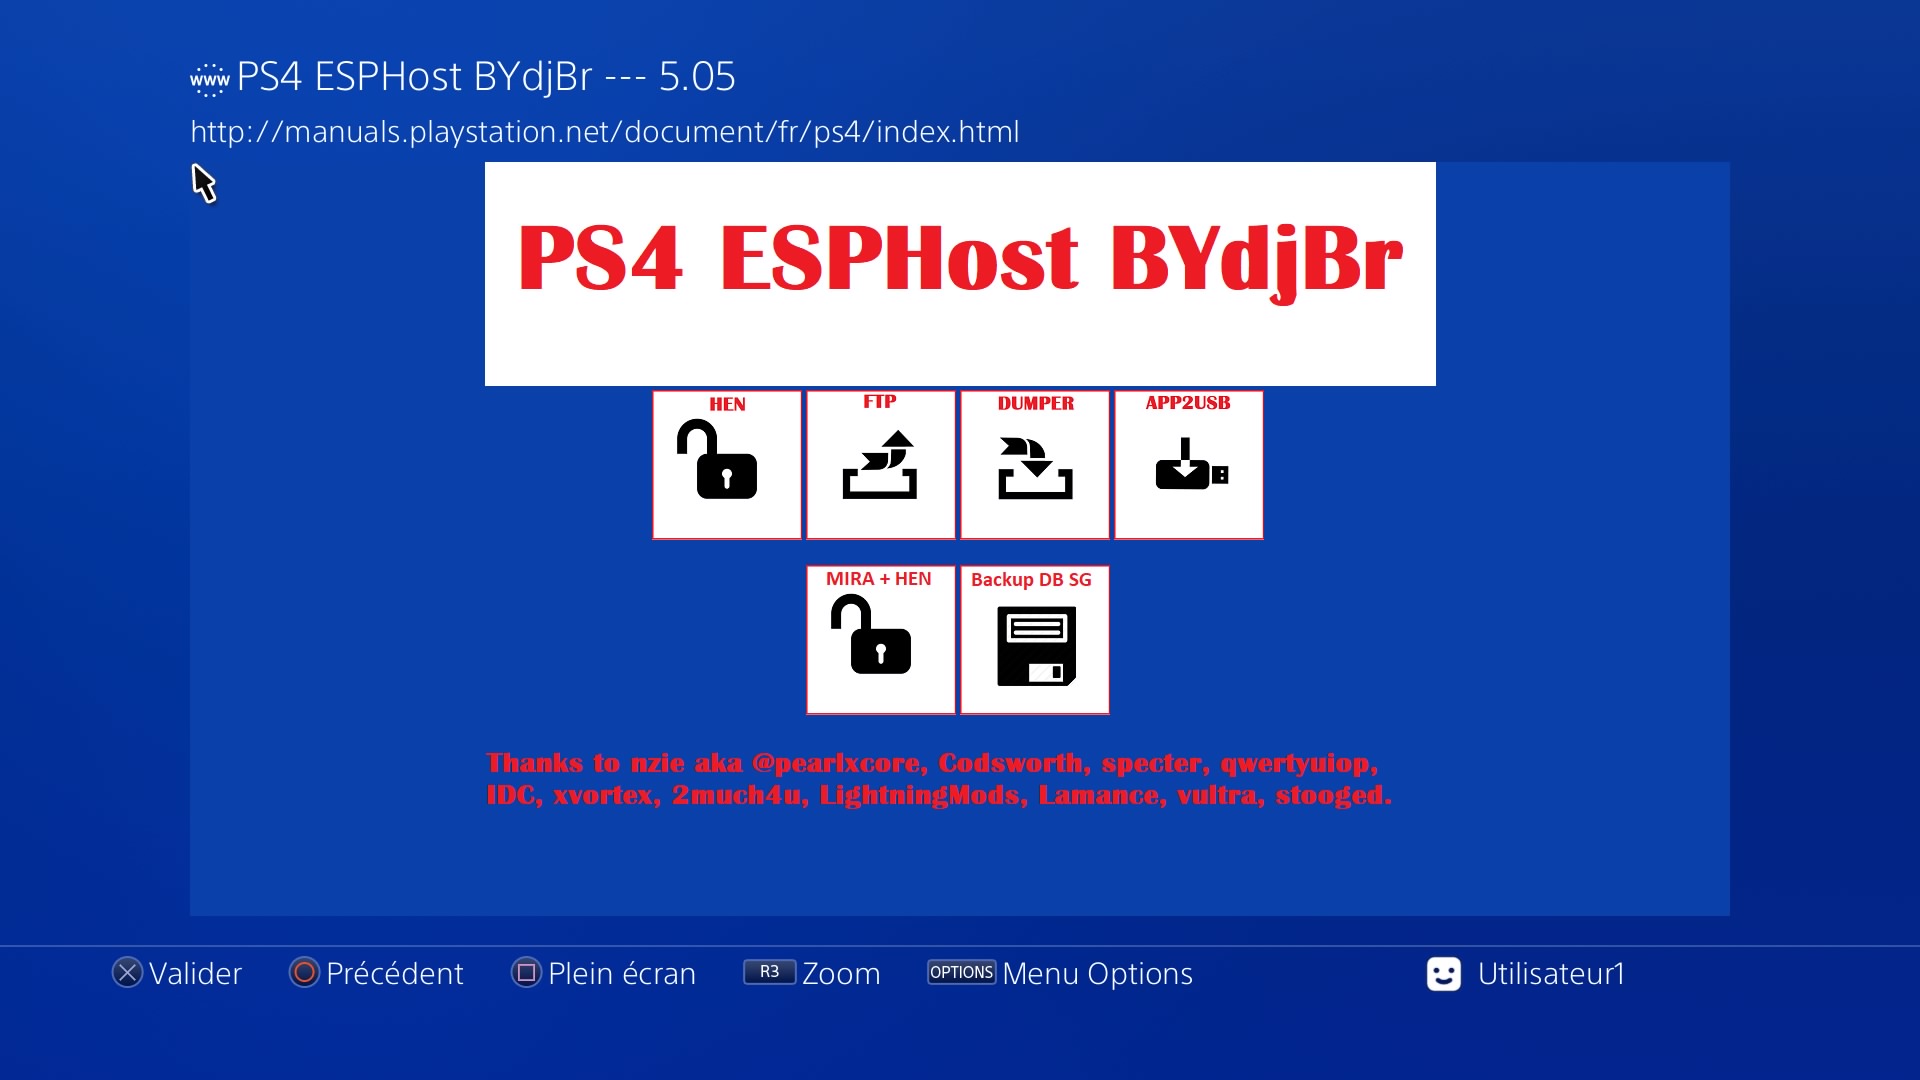 www PS4 ESPHost BYdjBr --- 5.05
http://manuals.playstation.net/document/fr/ps4/index.html
PS4 ESPHost BYdjBr
HEN FTP DUMPER APP2USB
MIRA + HEN Backup DB SG
Thanks to nzie aka @pearlxcore, Codsworth, specter, qwertyuiop,
IDC, xvortex, 2much4u, LightningMods, Lamance, vultra, stooged.
Valider Précédent Plein écran R3 Zoom OPTIONS Menu Options Utilisateur1